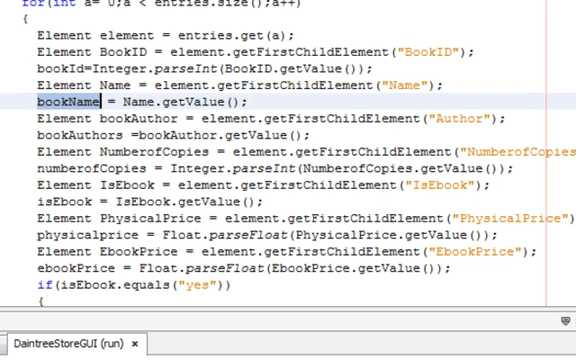 for(int a= 0;a < entries.size();a++)
{
Element element = entries.get(a);
Element BookID = element.getFirstChildElement("BookID");
bookId=Integer.parseInt(BookID.getValue());
Element Name = element.getFirstChildElement("Name");
bookName = Name.getValue();
Element bookAuthor = element.getFirstChildElement("Author");
bookAuthors =bookAuthor.getValue();
Element NumberofCopies = element.getFirstChildElement("NumberofCopies
numberofCopies = Integer.parseInt(NumberofCopies.getValue());
Element IsEbook = element.getFirstChildElement("IsEbook");
isEbook = IsEbook.getValue();
Element PhysicalPrice = element.getFirstChildElement("PhysicalPrice")
physicalprice = Float.parseFloat(PhysicalPrice.getValue());
Element EbookPrice = element.getFirstChildElement("EbookPrice");
ebookPrice = Float.parseFloat(EbookPrice.getValue());
if(isEbook.equals("yes"))
{
DaintreeStoreGUI (run) ×